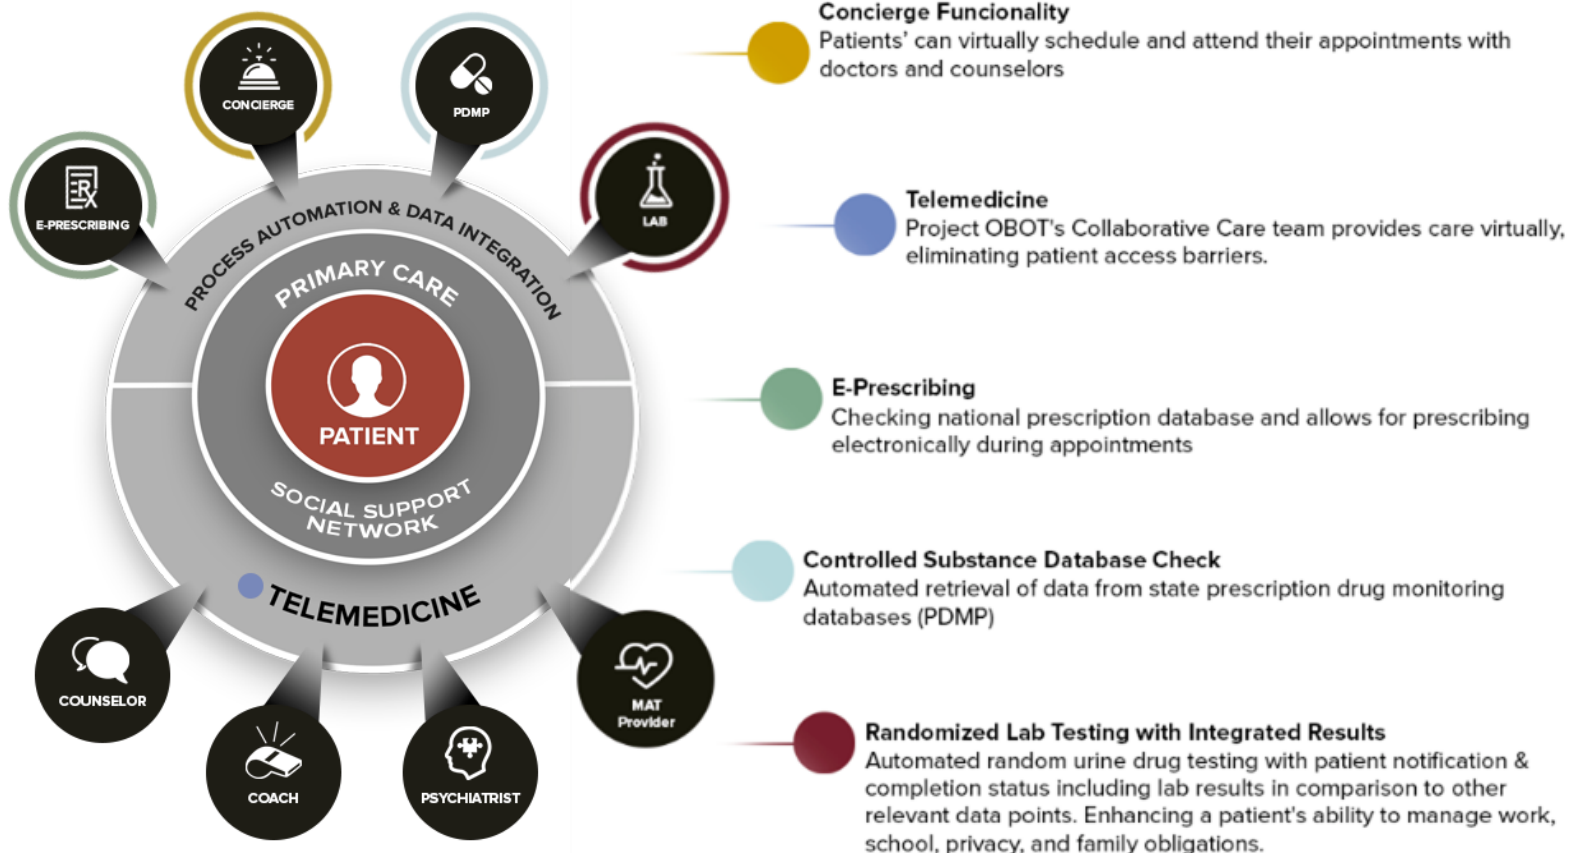 CONCIERGE
PDMP
E-PRESCRIBING
LAB
PROCESS AUTOMATION & DATA INTEGRATION
PRIMARY CARE
PATIENT
SOCIAL SUPPORT
NETWORK
TELEMEDICINE
COUNSELOR
COACH
PSYCHIATRIST
MAT
Provider
Concierge Funcionality
Patients’ can virtually schedule and attend their appointments with
doctors and counselors
Telemedicine
Project OBOT's Collaborative Care team provides care virtually,
eliminating patient access barriers.
E-Prescribing
Checking national prescription database and allows for prescribing
electronically during appointments
Controlled Substance Database Check
Automated retrieval of data from state prescription drug monitoring
databases (PDMP)
Randomized Lab Testing with Integrated Results
Automated random urine drug testing with patient notification &
completion status including lab results in comparison to other
relevant data points. Enhancing a patient's ability to manage work,
school, privacy, and family obligations.